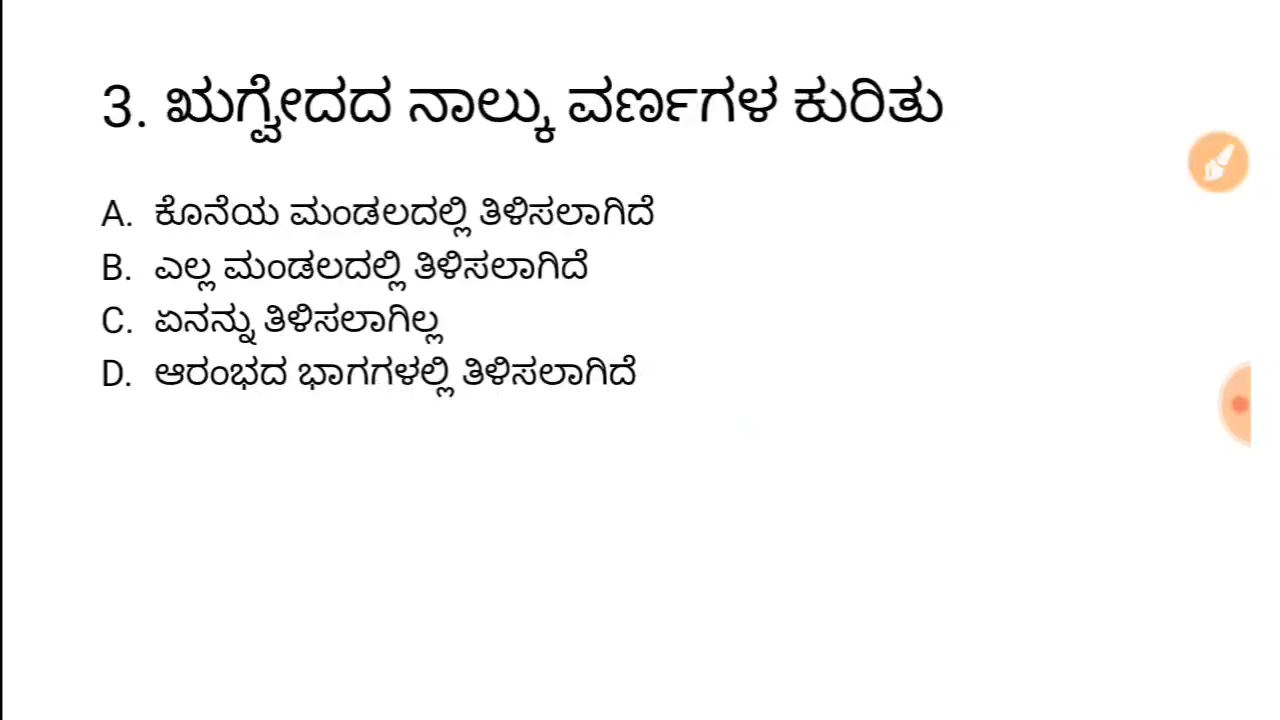 3. ಋಗ್ವೇದದ ನಾಲ್ಕು ವರ್ಣಗಳ ಕುರಿತು
A. ಕೊನೆಯ ಮಂಡಲದಲ್ಲಿ ತಿಳಿಸಲಾಗಿದೆ
B. ಎಲ್ಲ ಮಂಡಲದಲ್ಲಿ ತಿಳಿಸಲಾಗಿದೆ
C. ಏನನ್ನು ತಿಳಿಸಲಾಗಿಲ್ಲ
D. ಆರಂಭದ ಭಾಗಗಳಲ್ಲಿ ತಿಳಿಸಲಾಗಿದೆ